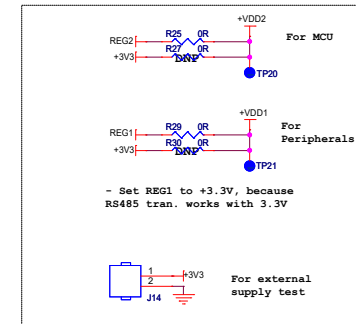 +VDD2
R25 0R For MCU
REG2
R27 0R
+3V3 DNP
TP20
+VDD1
R29 0R For
REG1 Peripherals
R30 0R
+3V3 DNP
TP21
- Set REG1 to +3.3V, because
RS485 tran. works with 3.3V
1 +3V3 For external
2 supply test
J14